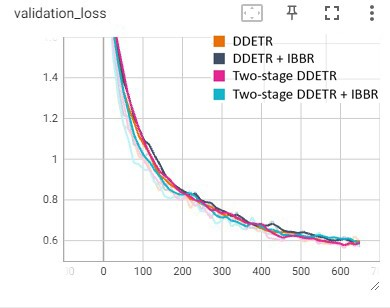 validation_loss
DDETR
DDETR + IBBR
Two-stage DDETR
Two-stage DDETR + IBBR
1.4
1.2
1
0.8
0.6
0 100 200 300 400 500 600